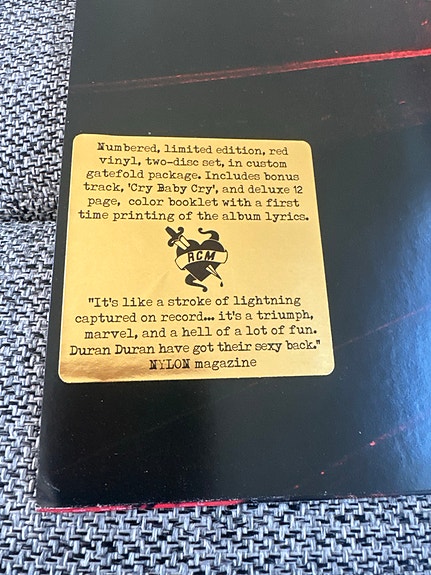 Numbered, limited edition, red
vinyl, two-disc set, in custom
gatefold package. Includes bonus
track, 'Cry Baby Cry', and deluxe 12
page, color booklet with a first
time printing of the album lyrics.
RCM
"It's like a stroke of lightning
captured on record... it's a triumph,
marvel, and a hell of a lot of fun.
Duran Duran have got their sexy back."
NYLON magazine